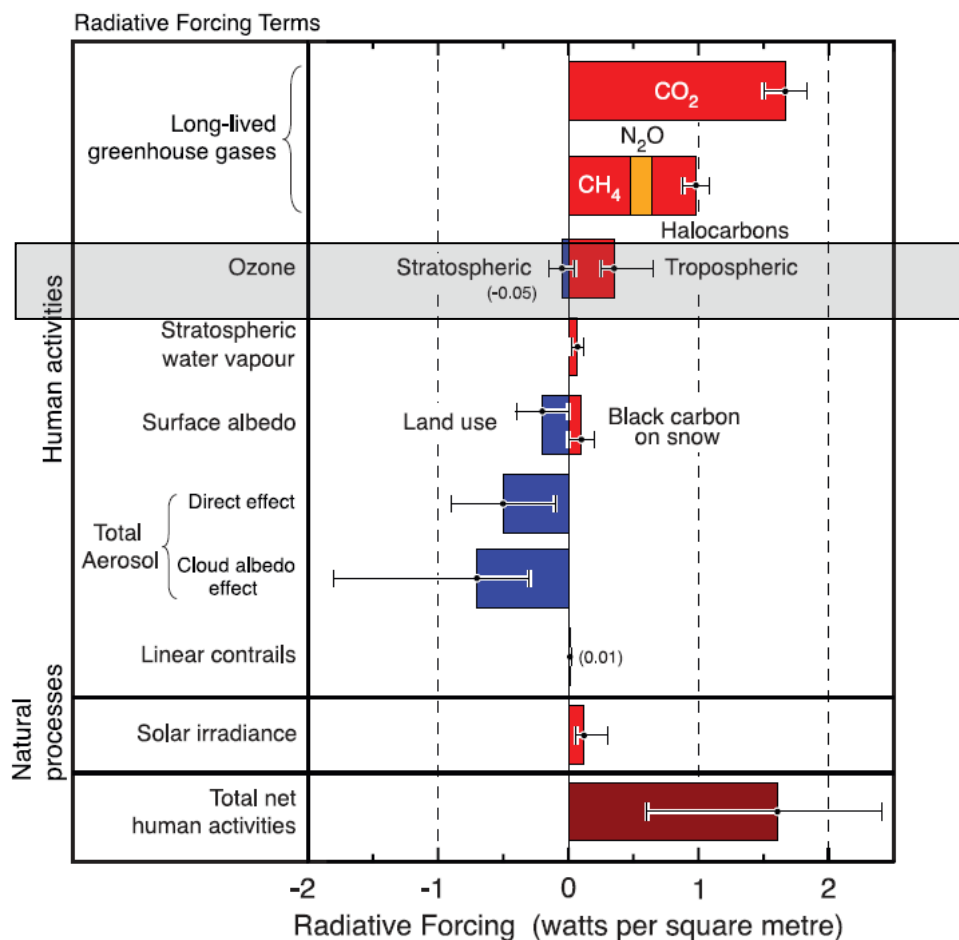 Radiative Forcing Terms
Long-lived
greenhouse gases
CO₂
N₂O
CH₄
Halocarbons
Human activities
Ozone
Stratospheric
(-0.05)
Tropospheric
Stratospheric
water vapour
Surface albedo
Land use
Black carbon
on snow
Total
Aerosol
Direct effect
Cloud albedo
effect
Linear contrails
(0.01)
Natural
processes
Solar irradiance
Total net
human activities
-2 -1 0 1 2
Radiative Forcing (watts per square metre)